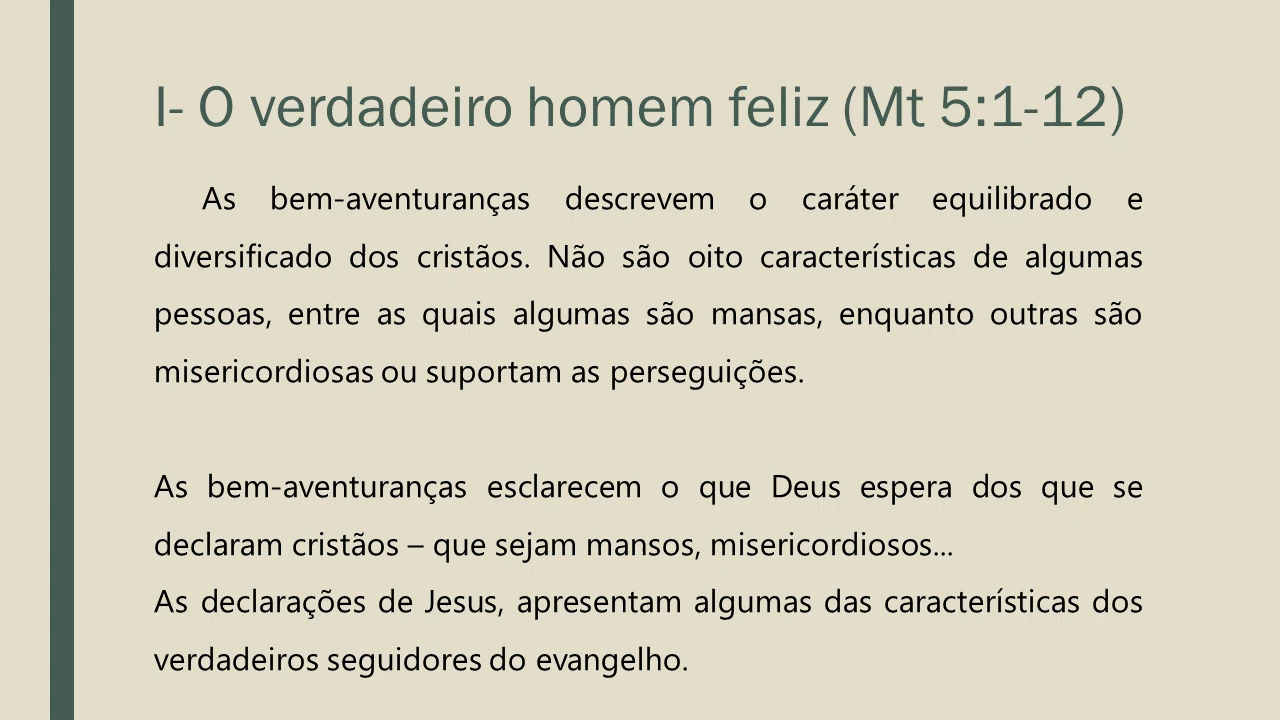 I- O verdadeiro homem feliz (Mt 5:1-12)
As bem-aventuranças descrevem o caráter equilibrado e
diversificado dos cristãos. Não são oito características de algumas
pessoas, entre as quais algumas são mansas, enquanto outras são
misericordiosas ou suportam as perseguições.
As bem-aventuranças esclarecem o que Deus espera dos que se
declaram cristãos – que sejam mansos, misericordiosos...
As declarações de Jesus, apresentam algumas das características dos
verdadeiros seguidores do evangelho.